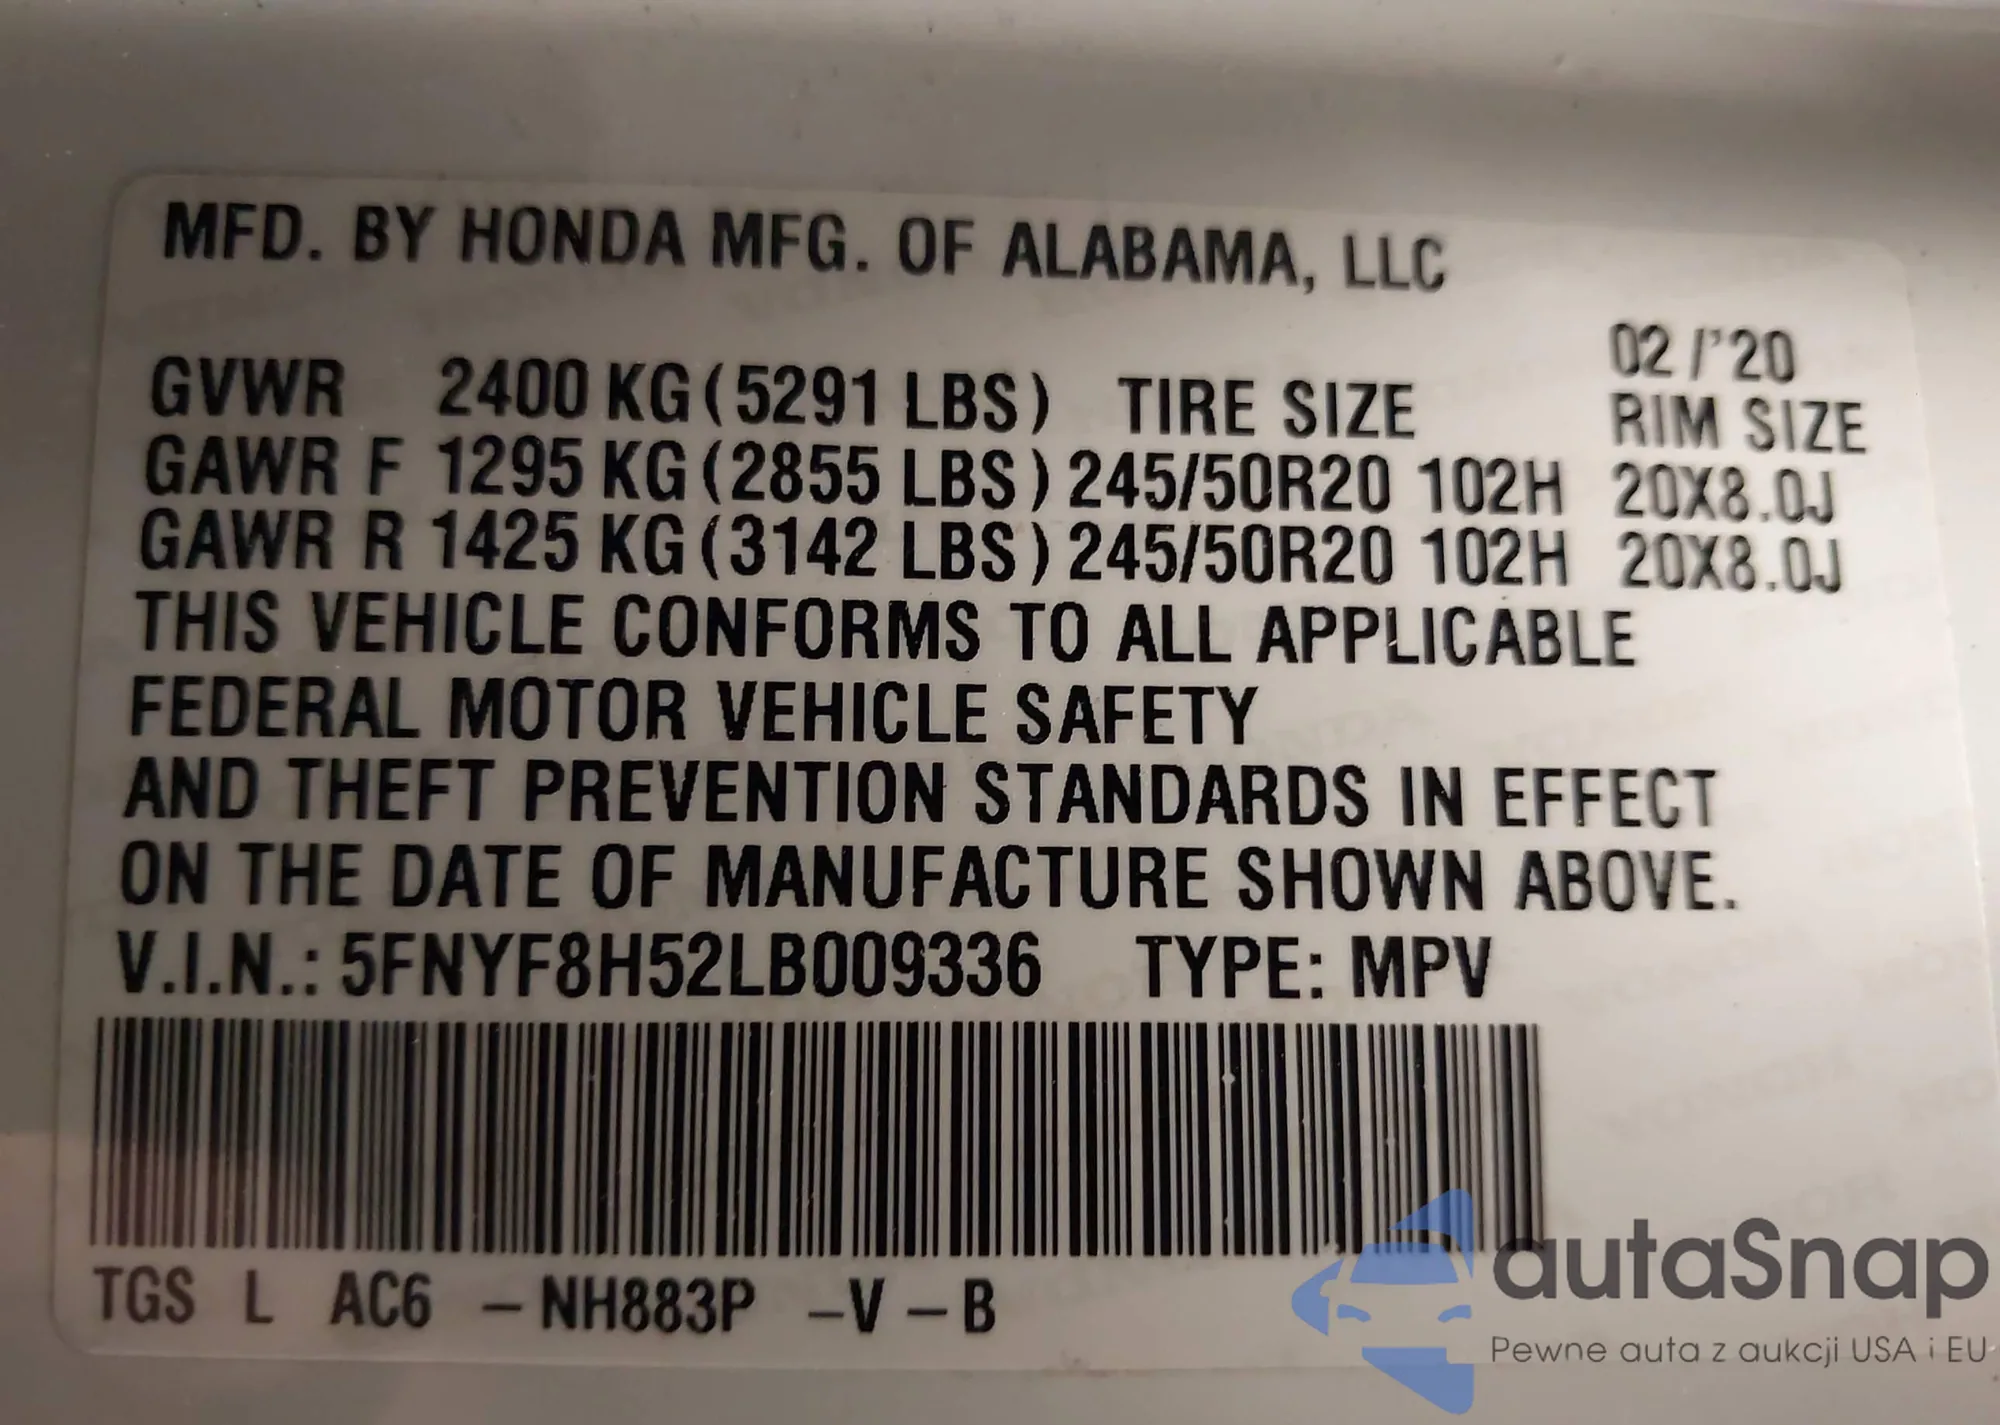 MFD. BY HONDA MFG. OF ALABAMA, LLC
02/'20
GVWR 2400 KG (5291 LBS) TIRE SIZE RIM SIZE
GAWR F 1295 KG (2855 LBS) 245/50R20 102H 20X8.0J
GAWR R 1425 KG (3142 LBS) 245/50R20 102H 20X8.0J
THIS VEHICLE CONFORMS TO ALL APPLICABLE
FEDERAL MOTOR VEHICLE SAFETY
AND THEFT PREVENTION STANDARDS IN EFFECT
ON THE DATE OF MANUFACTURE SHOWN ABOVE.
V.I.N.: 5FNYF8H52LB009336 TYPE: MPV
TGS L AC6 – NH883P – V – B
autaSnap
Pewne auta z aukcji USA i EU